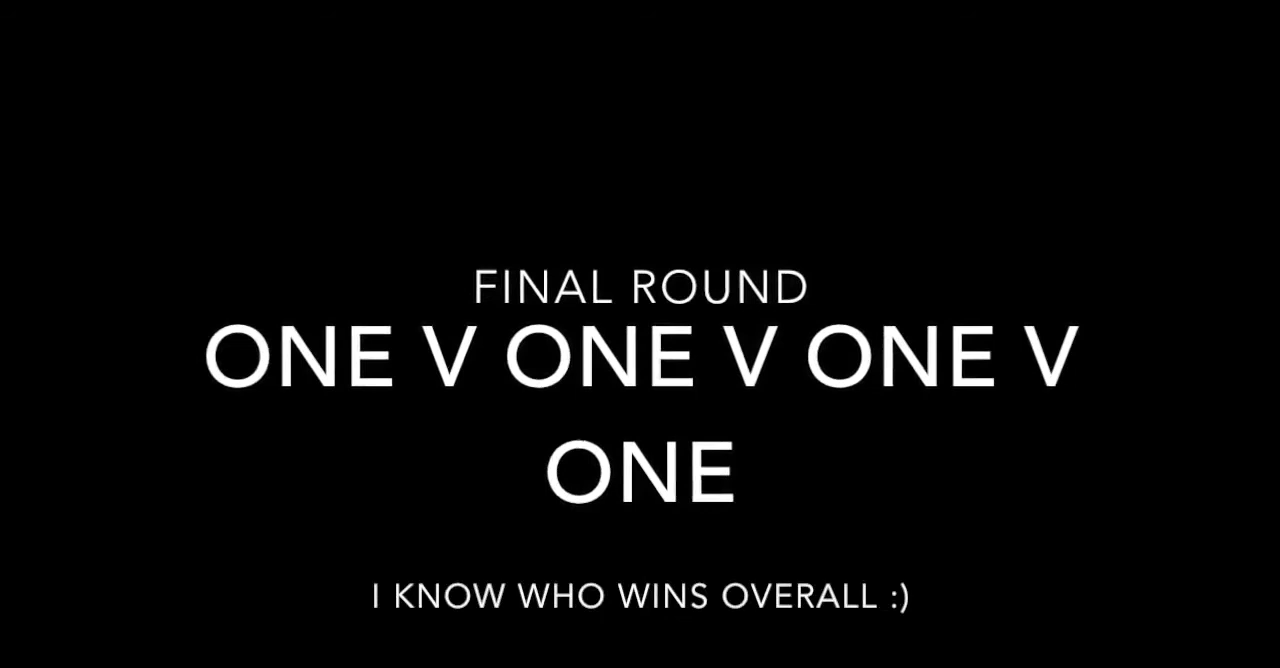 FINAL ROUND
ONE V ONE V ONE V
ONE
I KNOW WHO WINS OVERALL :)